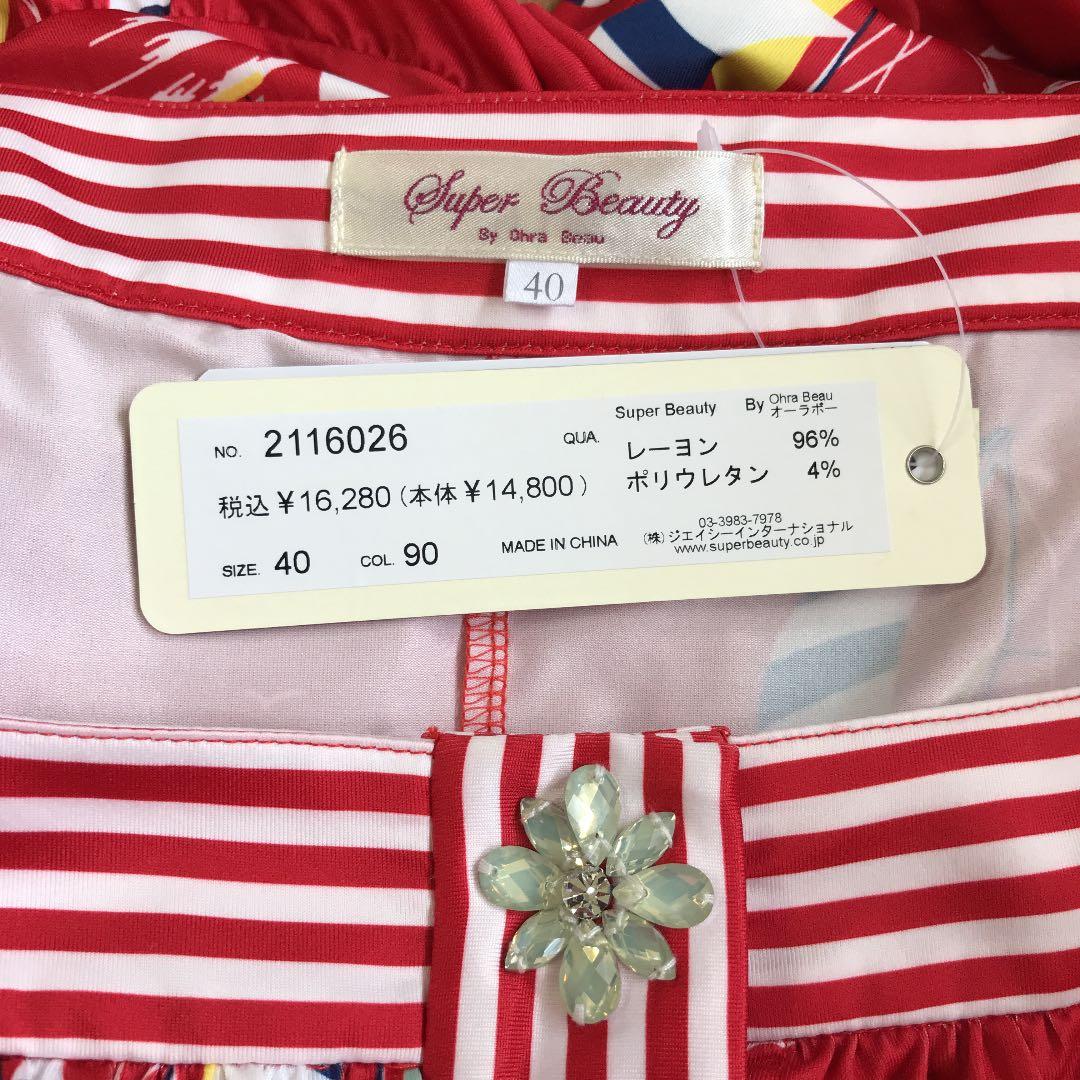 Super Beauty
By Ohra Beau
40
NO. 2116026
QUA.
Super Beauty By Ohra Beau
オーラボー
レーヨン 96%
ポリウレタン 4%
税込￥16,280(本体￥14,800)
SIZE. 40 COL. 90 MADE IN CHINA
03-3983-7978
(株)ジェイシーインターナショナル
www.superbeauty.co.jp